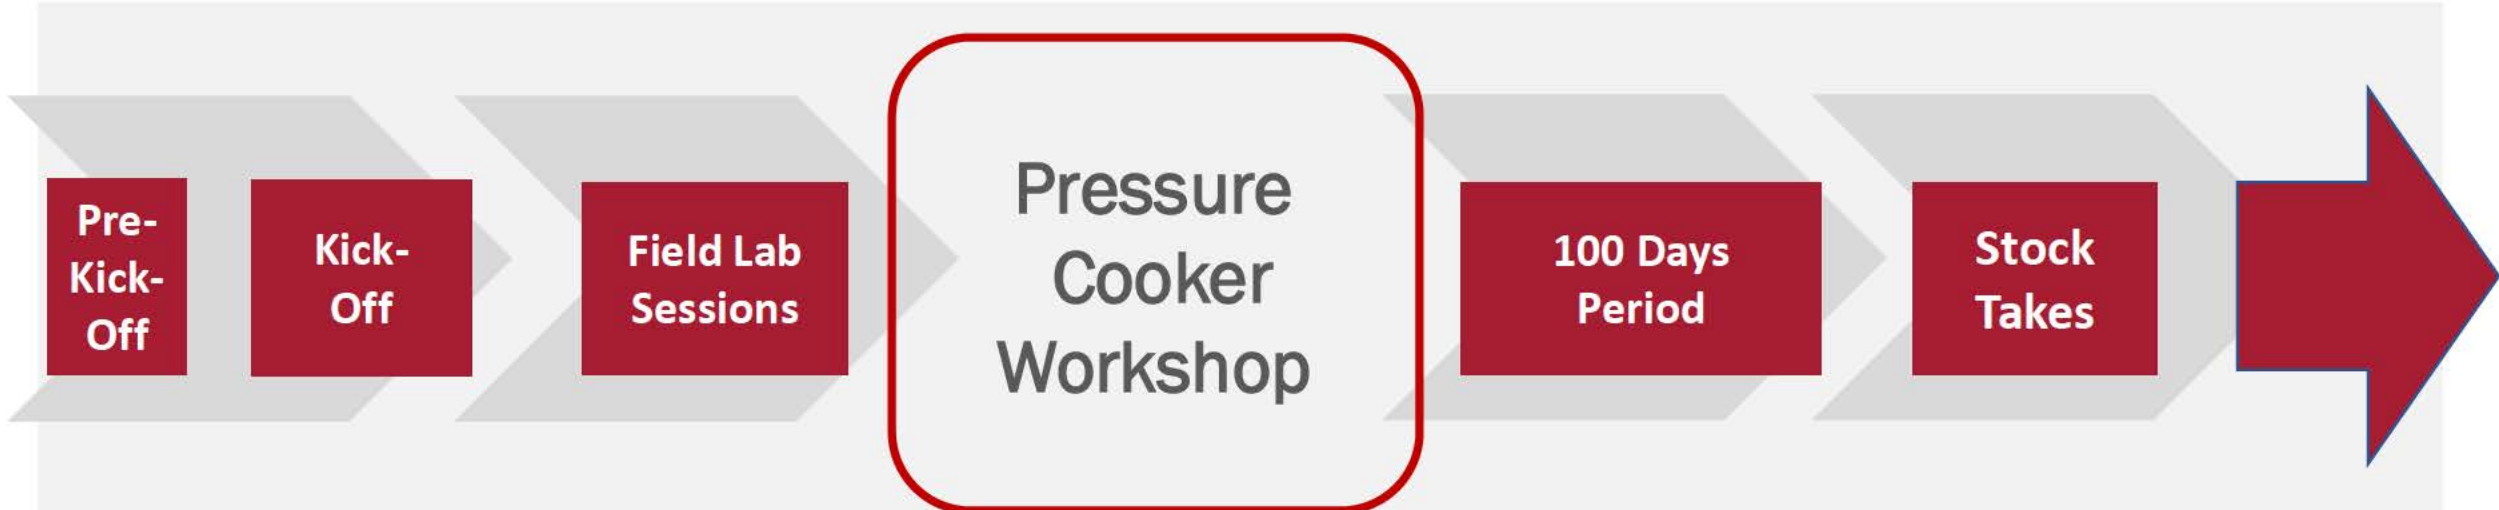 Pre-
Kick-
Off
Kick-
Off
Field Lab
Sessions
Pressure
Cooker
Workshop
100 Days
Period
Stock
Takes